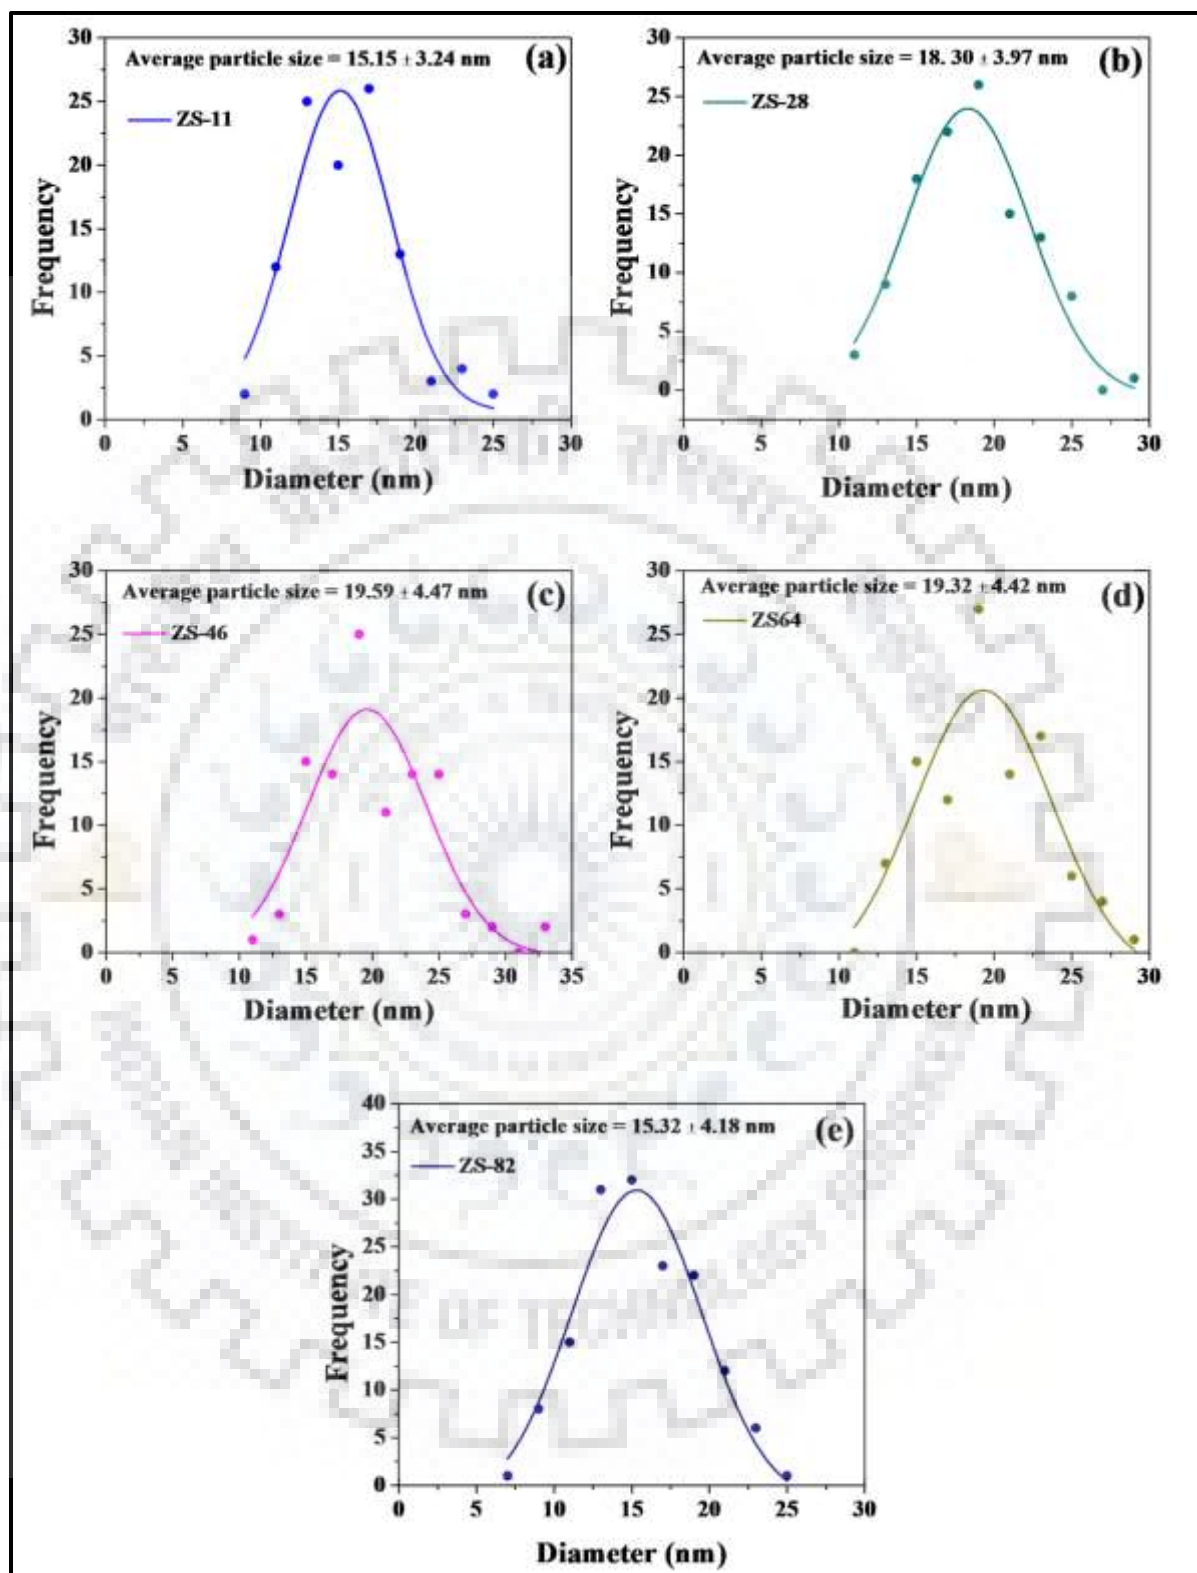 Average particle size = 15.15 ± 3.24 nm (a)
ZS-11
30
25
20
15
10
5
0
Frequency
0 5 10 15 20 25 30
Diameter (nm)
Average particle size = 18. 30 ± 3.97 nm (b)
ZS-28
30
25
20
15
10
5
0
Frequency
0 5 10 15 20 25 30
Diameter (nm)
Average particle size = 19.59 ± 4.47 nm (c)
ZS-46
30
25
20
15
10
5
0
Frequency
0 5 10 15 20 25 30 35
Diameter (nm)
Average particle size = 19.32 ± 4.42 nm (d)
ZS64
30
25
20
15
10
5
0
Frequency
0 5 10 15 20 25 30
Diameter (nm)
Average particle size = 15.32 ± 4.18 nm (e)
ZS-82
40
35
30
25
20
15
10
5
0
Frequency
0 5 10 15 20 25 30
Diameter (nm)